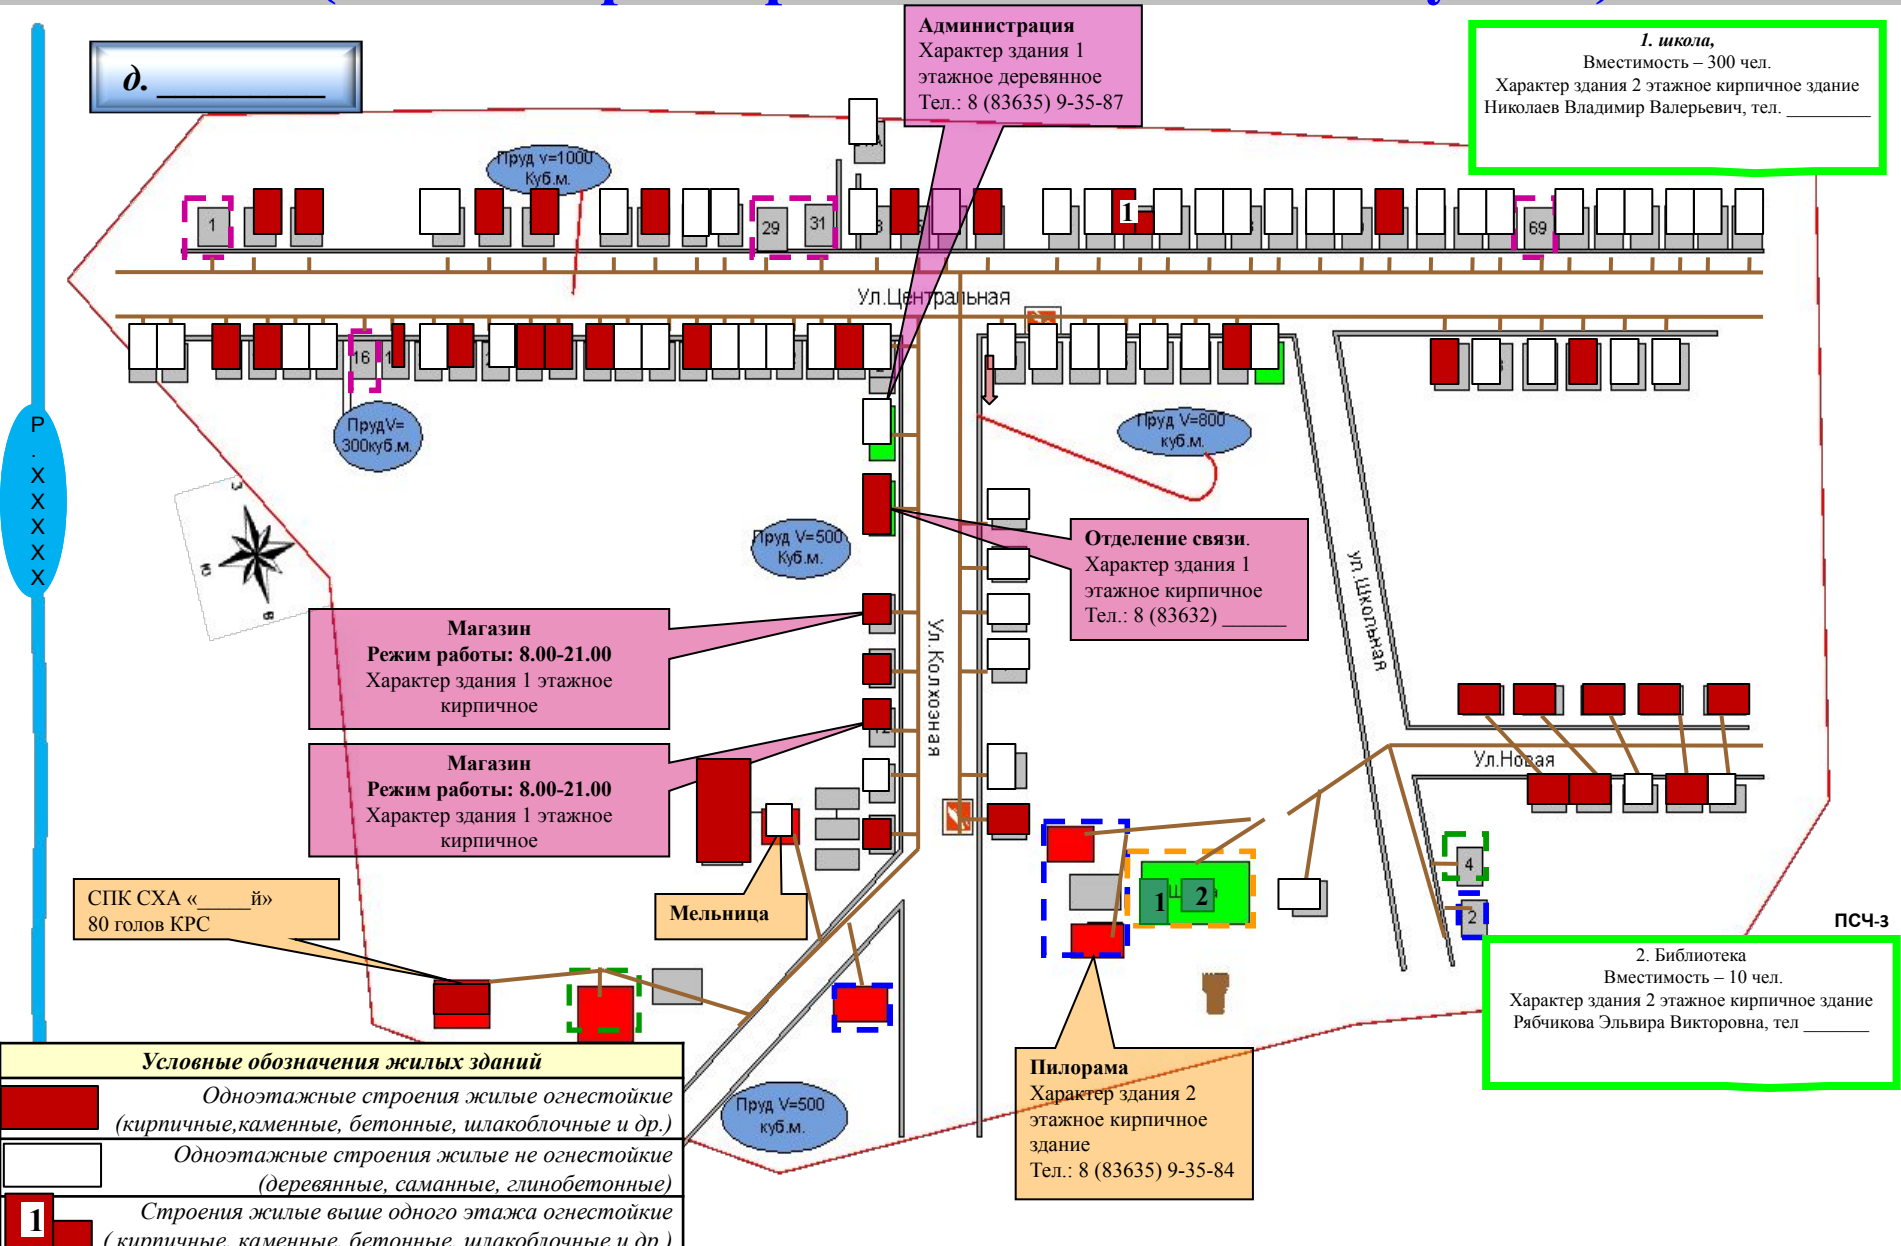 д. ____________
Администрация
Характер здания 1
этажное деревянное
Тел.: 8 (83635) 9-35-87
1. школа,
Вместимость – 300 чел.
Характер здания 2 этажное кирпичное здание
Николаев Владимир Валерьевич, тел. _________
Пруд v=1000
Куб.м.
1
29
31
1
69
Ул.Центральная
16
Пруд V=
300куб.м.
Пруд V=800
куб.м.
Р
.
Х
Х
Х
Х
Х
З
Ю
В
Пруд V=500
Куб.м.
Отделение связи.
Характер здания 1
этажное кирпичное
Тел.: 8 (83632) ______
ул.Школьная
Магазин
Режим работы: 8.00-21.00
Характер здания 1 этажное
кирпичное
Ул.Колхозная
12
Магазин
Режим работы: 8.00-21.00
Характер здания 1 этажное
кирпичное
Ул.Новая
4
2
1
2
СПК СХА «_____й»
80 голов КРС
Мельница
ПСЧ-3
2. Библиотека
Вместимость – 10 чел.
Характер здания 2 этажное кирпичное здание
Рябчикова Эльвира Викторовна, тел _______
Пилорама
Характер здания 2
этажное кирпичное
здание
Тел.: 8 (83635) 9-35-84
Пруд V=500
куб.м.
Условные обозначения жилых зданий
Одноэтажные строения жилые огнестойкие
(кирпичные,каменные, бетонные, шлакоблочные и др.)
Одноэтажные строения жилые не огнестойкие
(деревянные, саманные, глинобетонные)
1
Строения жилые выше одного этажа огнестойкие
( кирпичные, каменные, бетонные, шлакоблочные и др.)